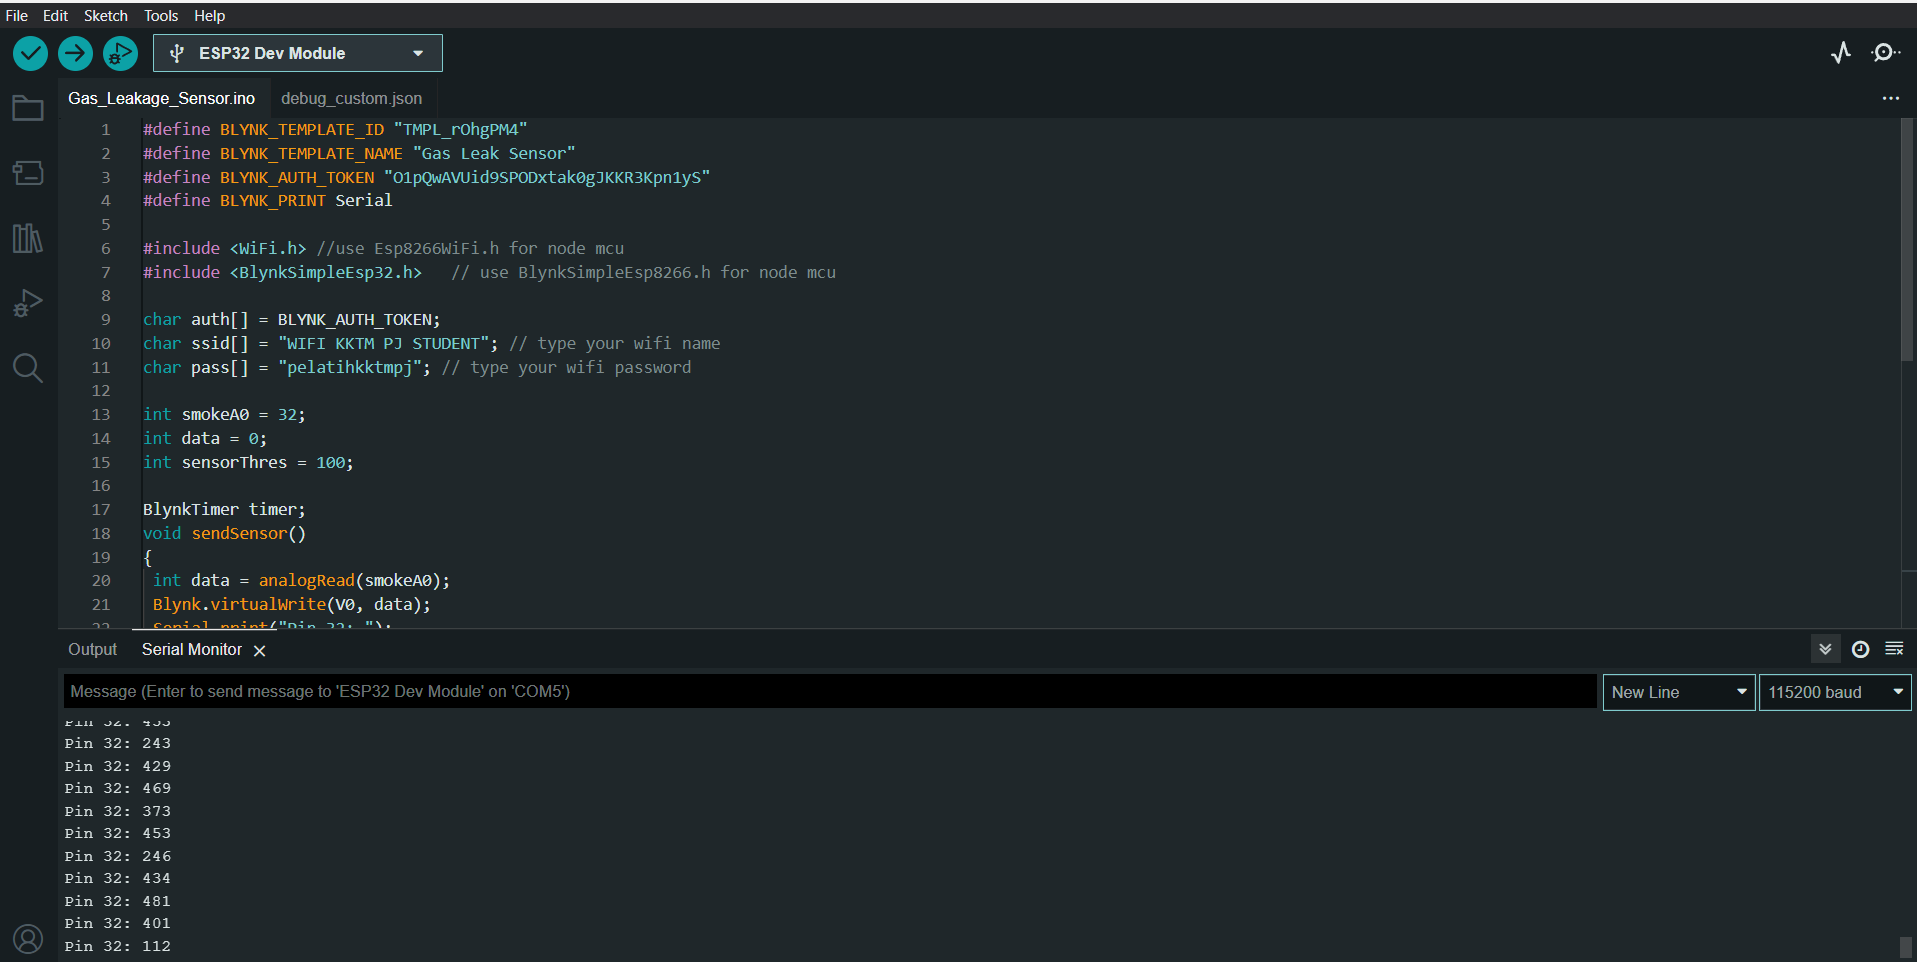 File Edit Sketch Tools Help
ESP32 Dev Module
Gas_Leakage_Sensor.ino debug_custom.json
1 #define BLYNK_TEMPLATE_ID "TMPL_rOhgPM4"
2 #define BLYNK_TEMPLATE_NAME "Gas Leak Sensor"
3 #define BLYNK_AUTH_TOKEN "O1pQwAVUid9SPODxtak0gJKKR3Kpn1yS"
4 #define BLYNK_PRINT Serial
5
6 #include <WiFi.h> //use Esp8266WiFi.h for node mcu
7 #include <BlynkSimpleEsp32.h>   // use BlynkSimpleEsp8266.h for node mcu
8
9 char auth[] = BLYNK_AUTH_TOKEN;
10 char ssid[] = "WIFI KKTM PJ STUDENT"; // type your wifi name
11 char pass[] = "pelatihkktmpj"; // type your wifi password
12
13 int smokeA0 = 32;
14 int data = 0;
15 int sensorThres = 100;
16
17 BlynkTimer timer;
18 void sendSensor()
19 {
20 int data = analogRead(smokeA0);
21 Blynk.virtualWrite(V0, data);
22 Serial.print("Pin 32: ");
Output Serial Monitor
Message (Enter to send message to 'ESP32 Dev Module' on 'COM5') New Line 115200 baud
Pin 32: 453
Pin 32: 243
Pin 32: 429
Pin 32: 469
Pin 32: 373
Pin 32: 453
Pin 32: 246
Pin 32: 434
Pin 32: 481
Pin 32: 401
Pin 32: 112